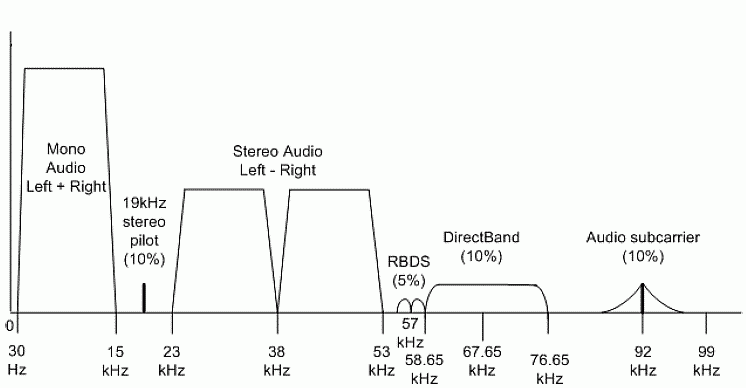 Mono
Audio
Left + Right
19kHz
stereo
pilot
(10%)
Stereo Audio
Left - Right
RBDS
(5%)
DirectBand
(10%)
Audio subcarrier
(10%)
0
30
Hz
15
kHz
23
kHz
38
kHz
53
kHz
57
kHz
58.65
kHz
67.65
kHz
76.65
kHz
92
kHz
99
kHz